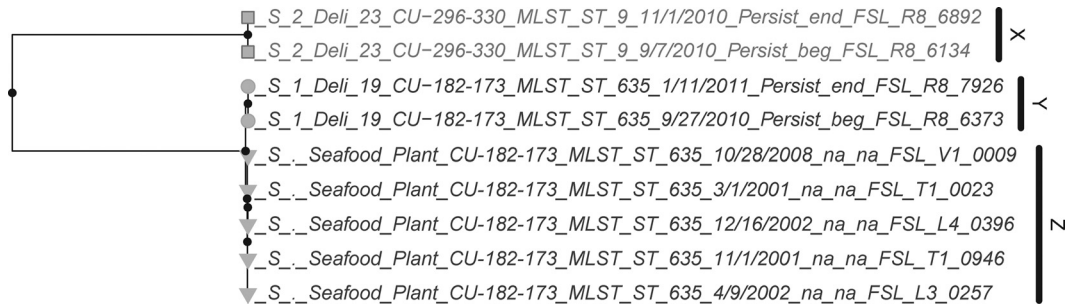 _S_2_Deli_23_CU−296-330_MLST_ST_9_11/1/2010_Persist_end_FSL_R8_6892
_S_2_Deli_23_CU−296-330_MLST_ST_9_9/7/2010_Persist_beg_FSL_R8_6134
X
_S_1_Deli_19_CU−182-173_MLST_ST_635_1/11/2011_Persist_end_FSL_R8_7926
_S_1_Deli_19_CU−182-173_MLST_ST_635_9/27/2010_Persist_beg_FSL_R8_6373
Y
_S_._Seafood_Plant_CU-182-173_MLST_ST_635_10/28/2008_na_na_FSL_V1_0009
_S_._Seafood_Plant_CU-182-173_MLST_ST_635_3/1/2001_na_na_FSL_T1_0023
_S_._Seafood_Plant_CU-182-173_MLST_ST_635_12/16/2002_na_na_FSL_L4_0396
_S_._Seafood_Plant_CU-182-173_MLST_ST_635_11/1/2001_na_na_FSL_T1_0946
_S_._Seafood_Plant_CU-182-173_MLST_ST_635_4/9/2002_na_na_FSL_L3_0257
Z